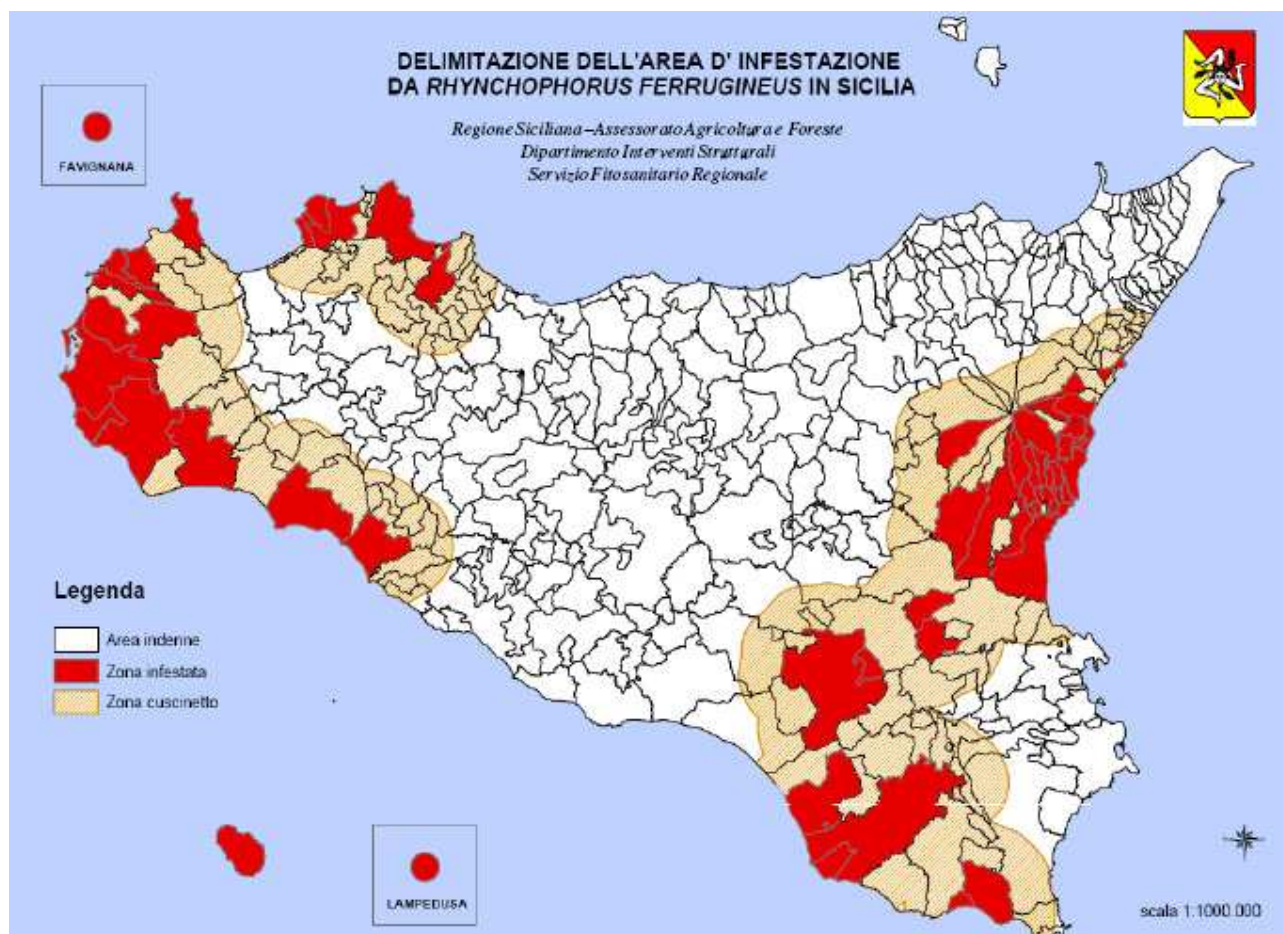 DELIMITAZIONE DELL'AREA D' INFESTAZIONE
DA RHYNCHOPHORUS FERRUGINEUS IN SICILIA
Regione Siciliana – Assessorato Agricoltura e Foreste
Dipartimento Interventi Strutturali
Servizio Fitosanitario Regionale
FAVIGNANA
Legenda
Area indenne
Zona infestata
Zona cuscinetto
LAMPEDUSA
scala 1:1000.000